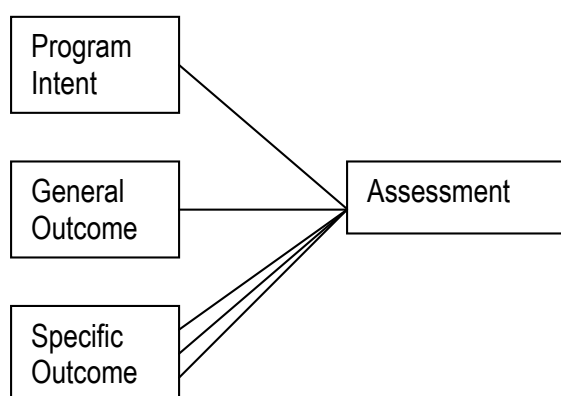 Program
Intent
General
Outcome
Assessment
Specific
Outcome